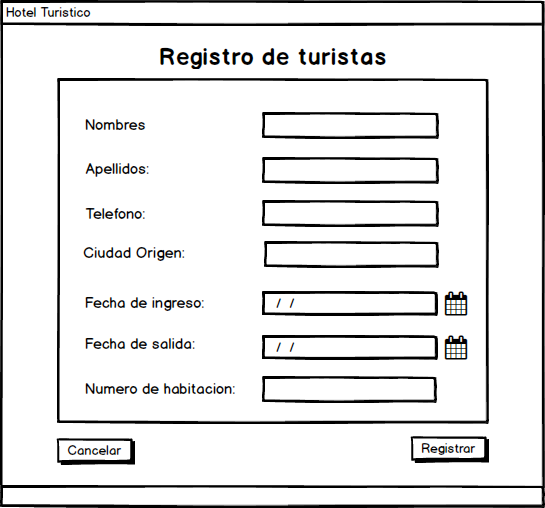 Hotel Turistico
Registro de turistas
Nombres
Apellidos:
Telefono:
Ciudad Origen:
Fecha de ingreso: / /
Fecha de salida: / /
Numero de habitacion:
Cancelar Registrar